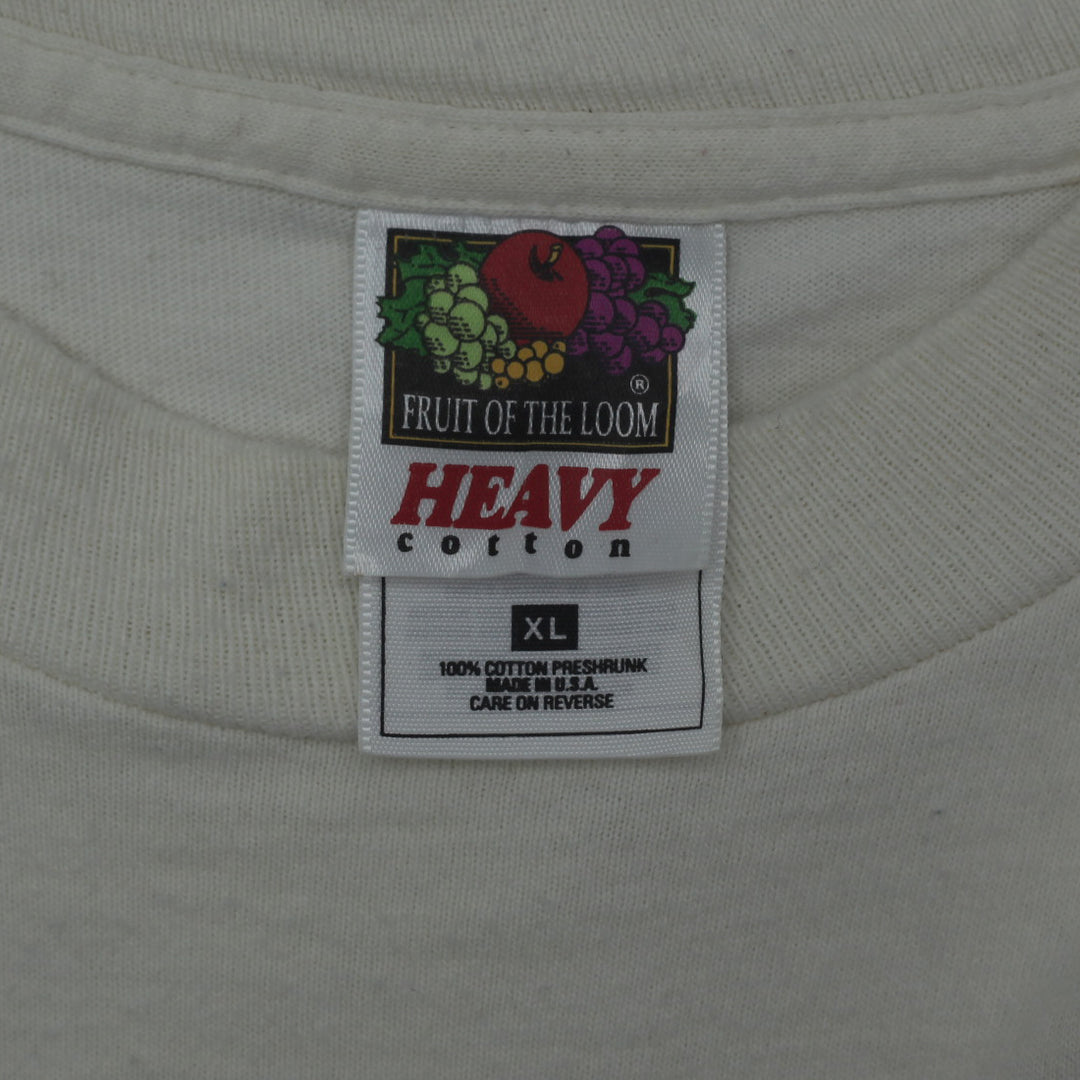 ®
FRUIT OF THE LOOM
HEAVY
cotton
XL
100% COTTON PRESHRUNK
MADE IN U.S.A.
CARE ON REVERSE